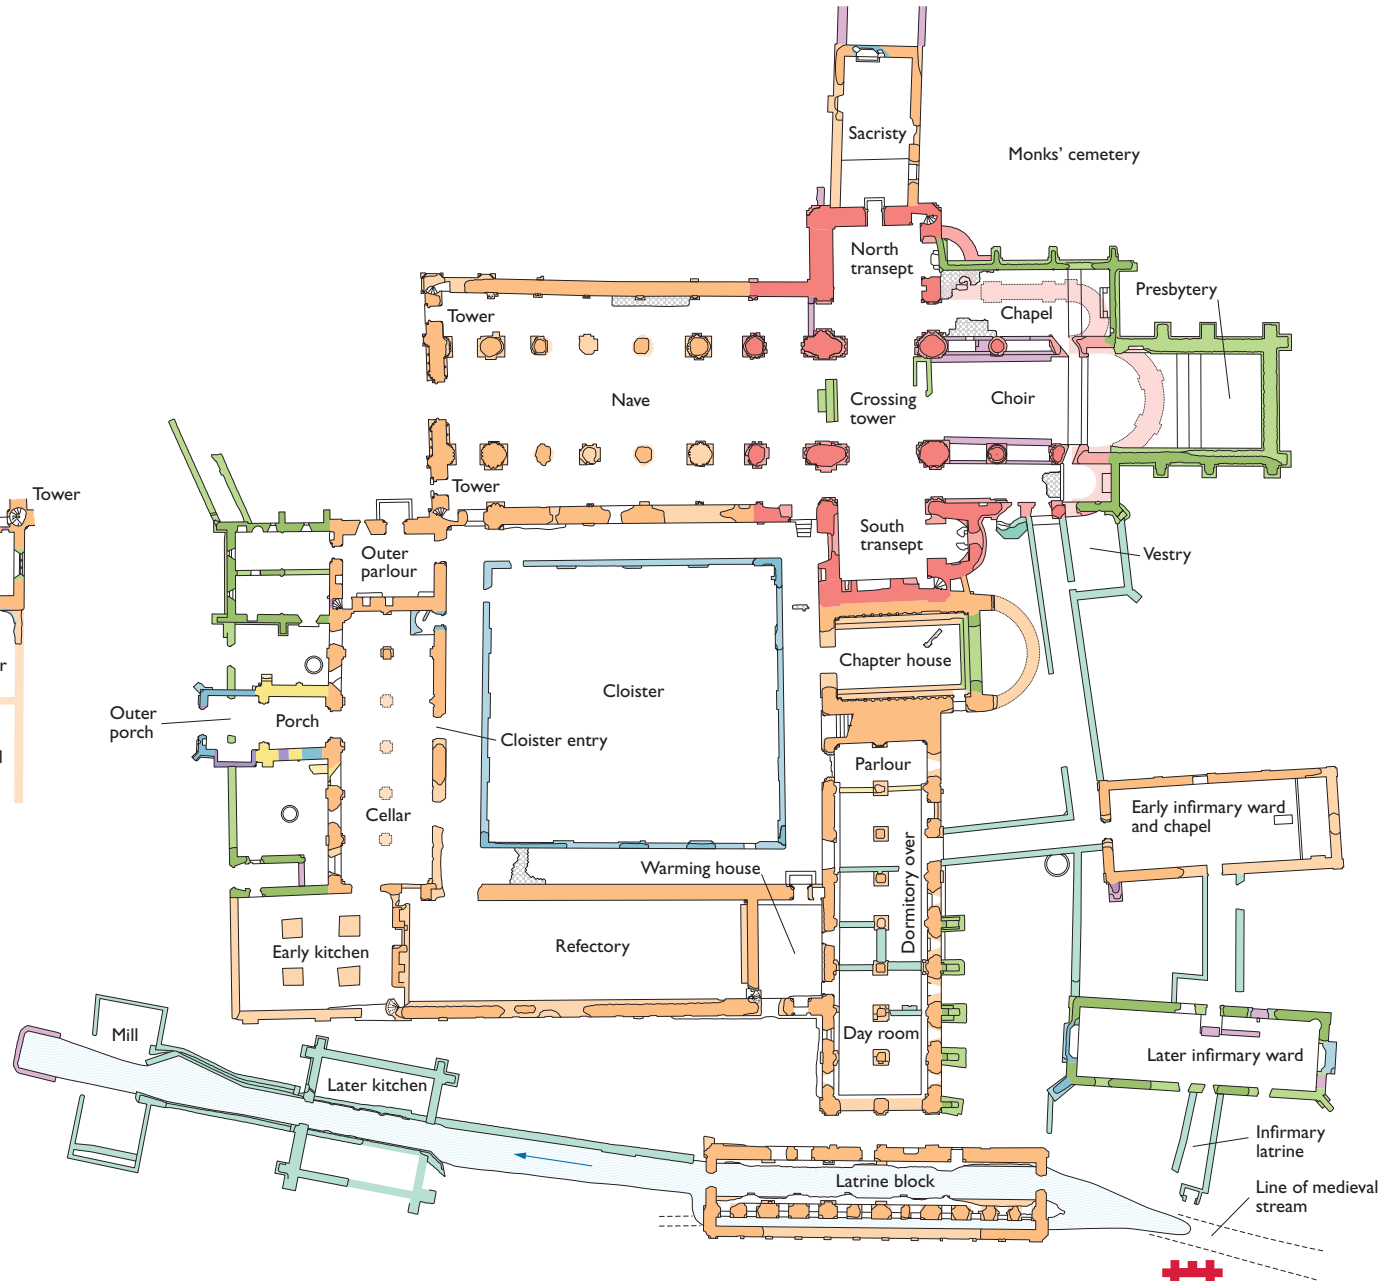 Sacristy
Monks’ cemetery
North
transept
Presbytery
Tower
Chapel
Nave
Crossing
tower
Choir
Tower
Tower
South
transept
Outer
parlour
Vestry
Chapter house
r
Cloister
Outer
porch
Porch
Cloister entry
Parlour
Cellar
Early infirmary ward
and chapel
Warming house
Dormitory over
Early kitchen
Refectory
Mill
Day room
Later infirmary ward
Later kitchen
Infirmary
latrine
Latrine block
Line of medieval
stream